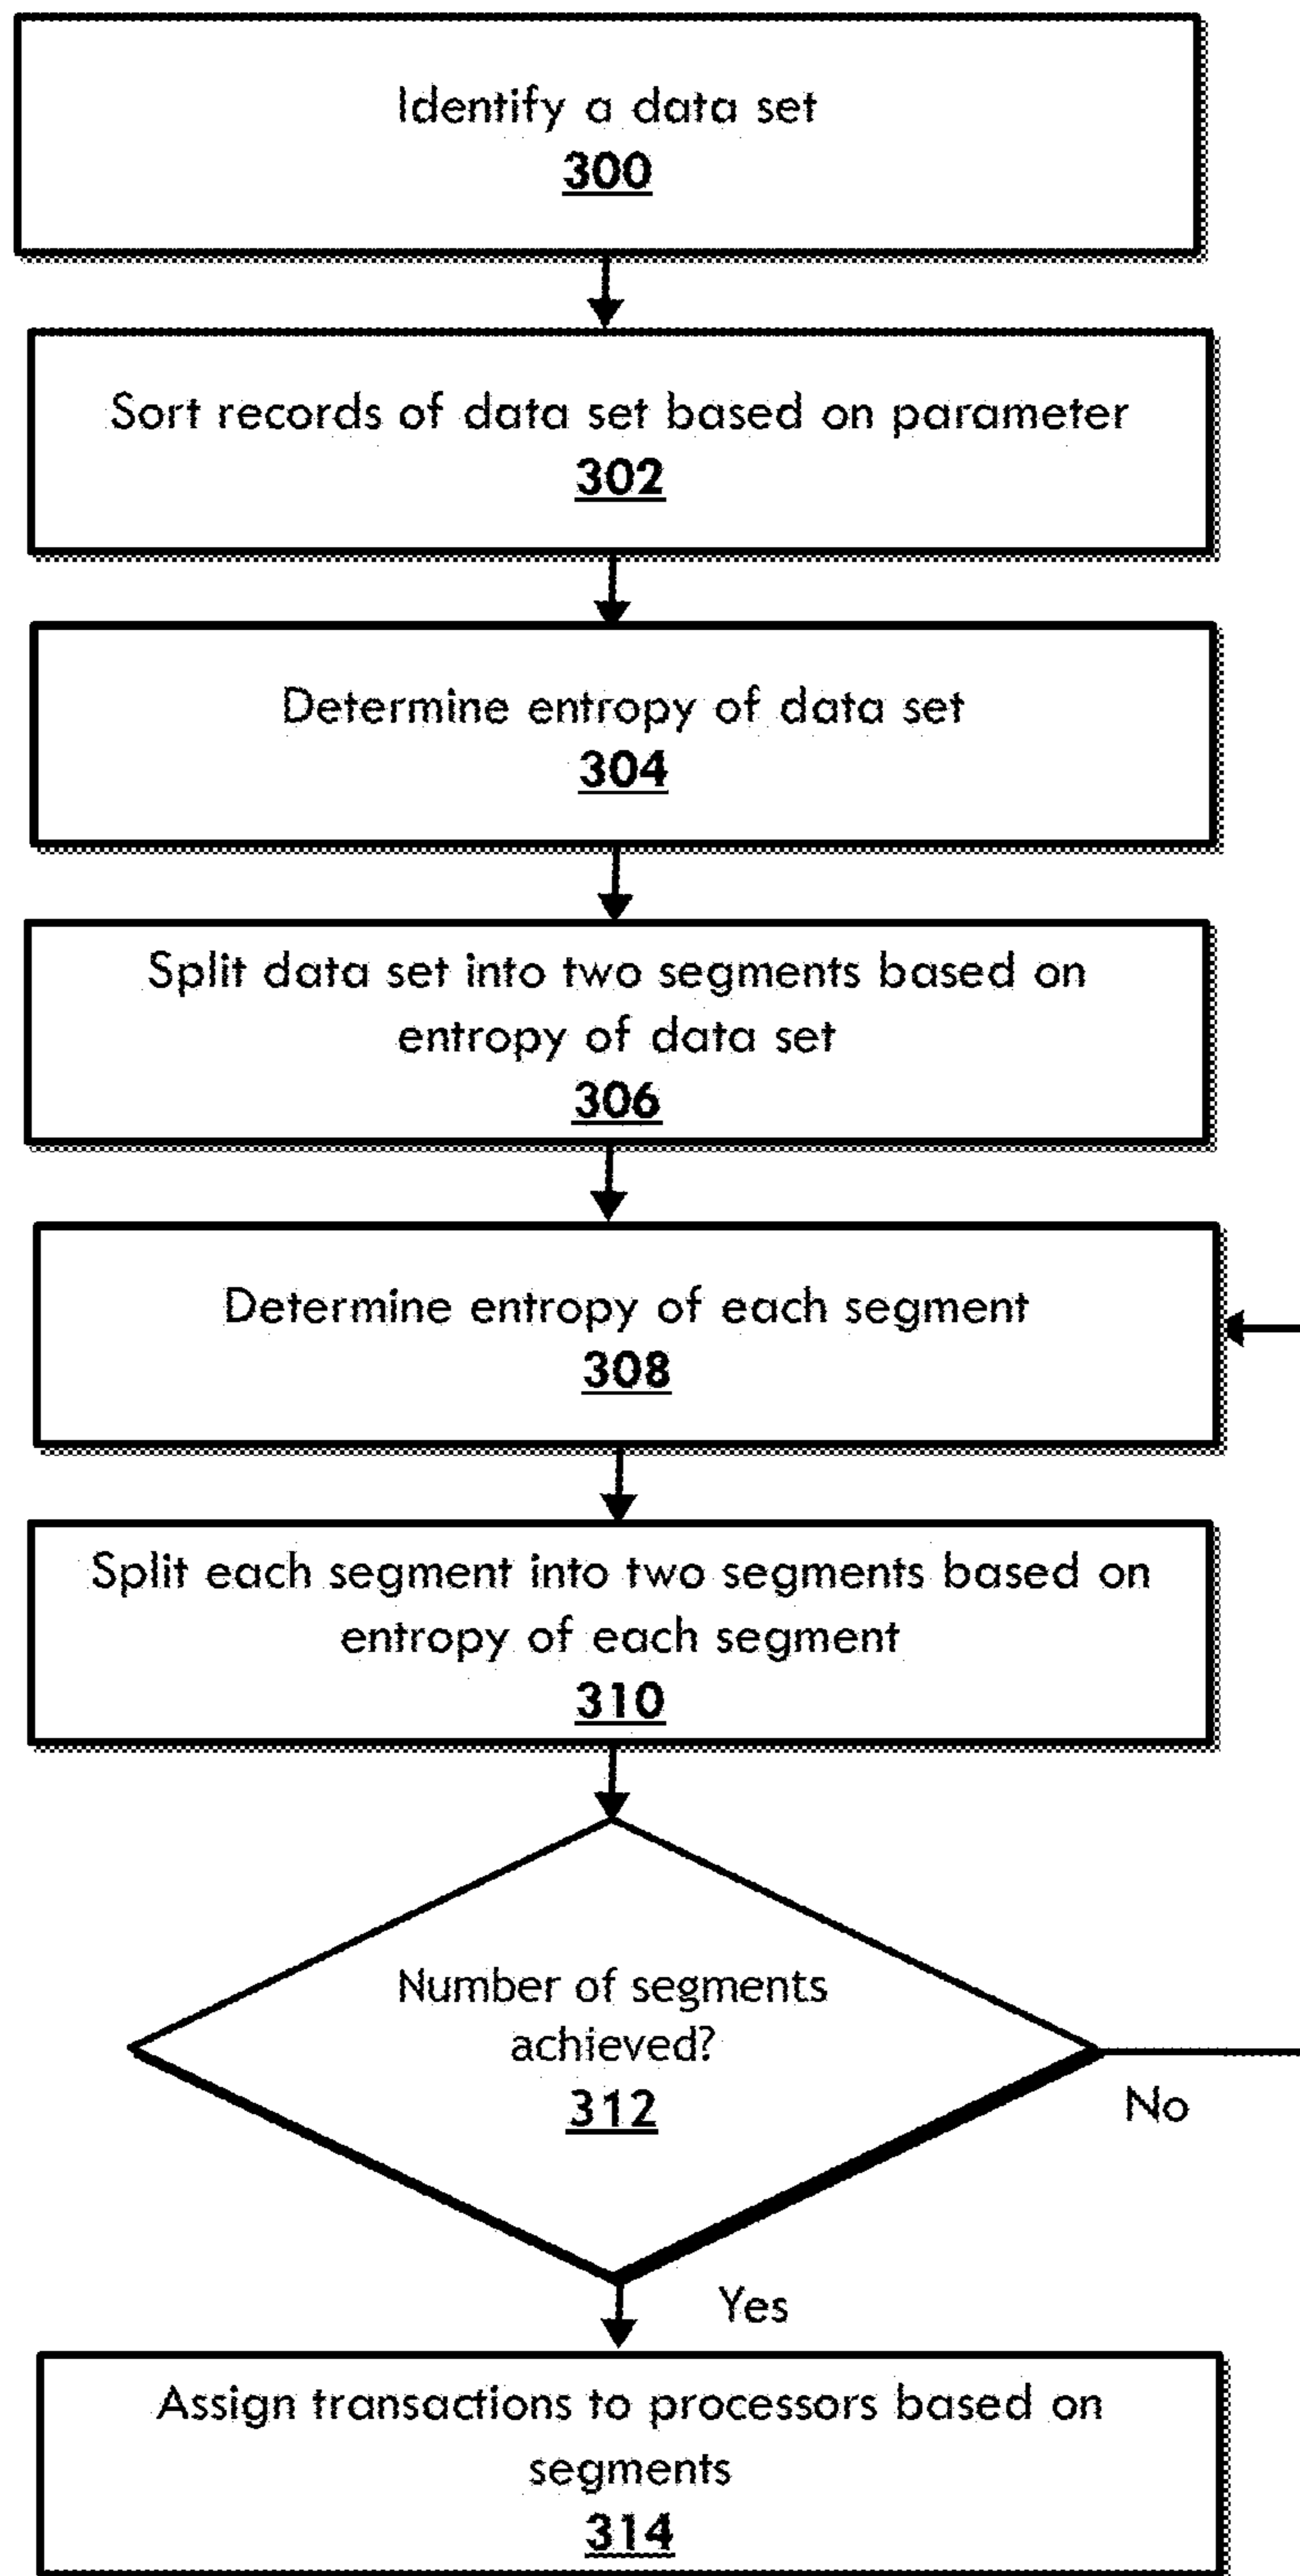 Identify a data set
300
Sort records of data set based on parameter
302
Determine entropy of data set
304
Split data set into two segments based on
entropy of data set
306
Determine entropy of each segment
308
Split each segment into two segments based on
entropy of each segment
310
Number of segments
achieved?
312
No
Yes
Assign transactions to processors based on
segments
314